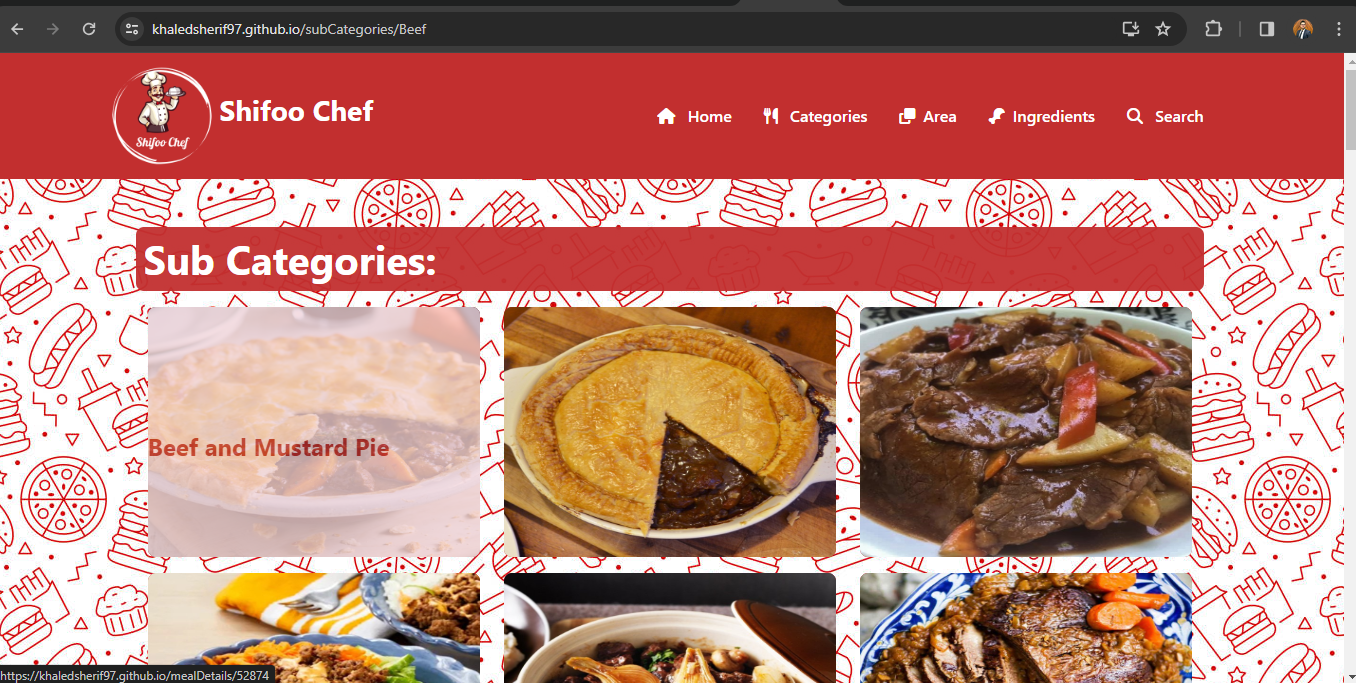 khaledsherif97.github.io/subCategories/Beef
Shifoo Chef
Shifoo Chef
Home
Categories
Area
Ingredients
Search
Sub Categories:
Beef and Mustard Pie
https://khaledsherif97.github.io/mealDetails/52874